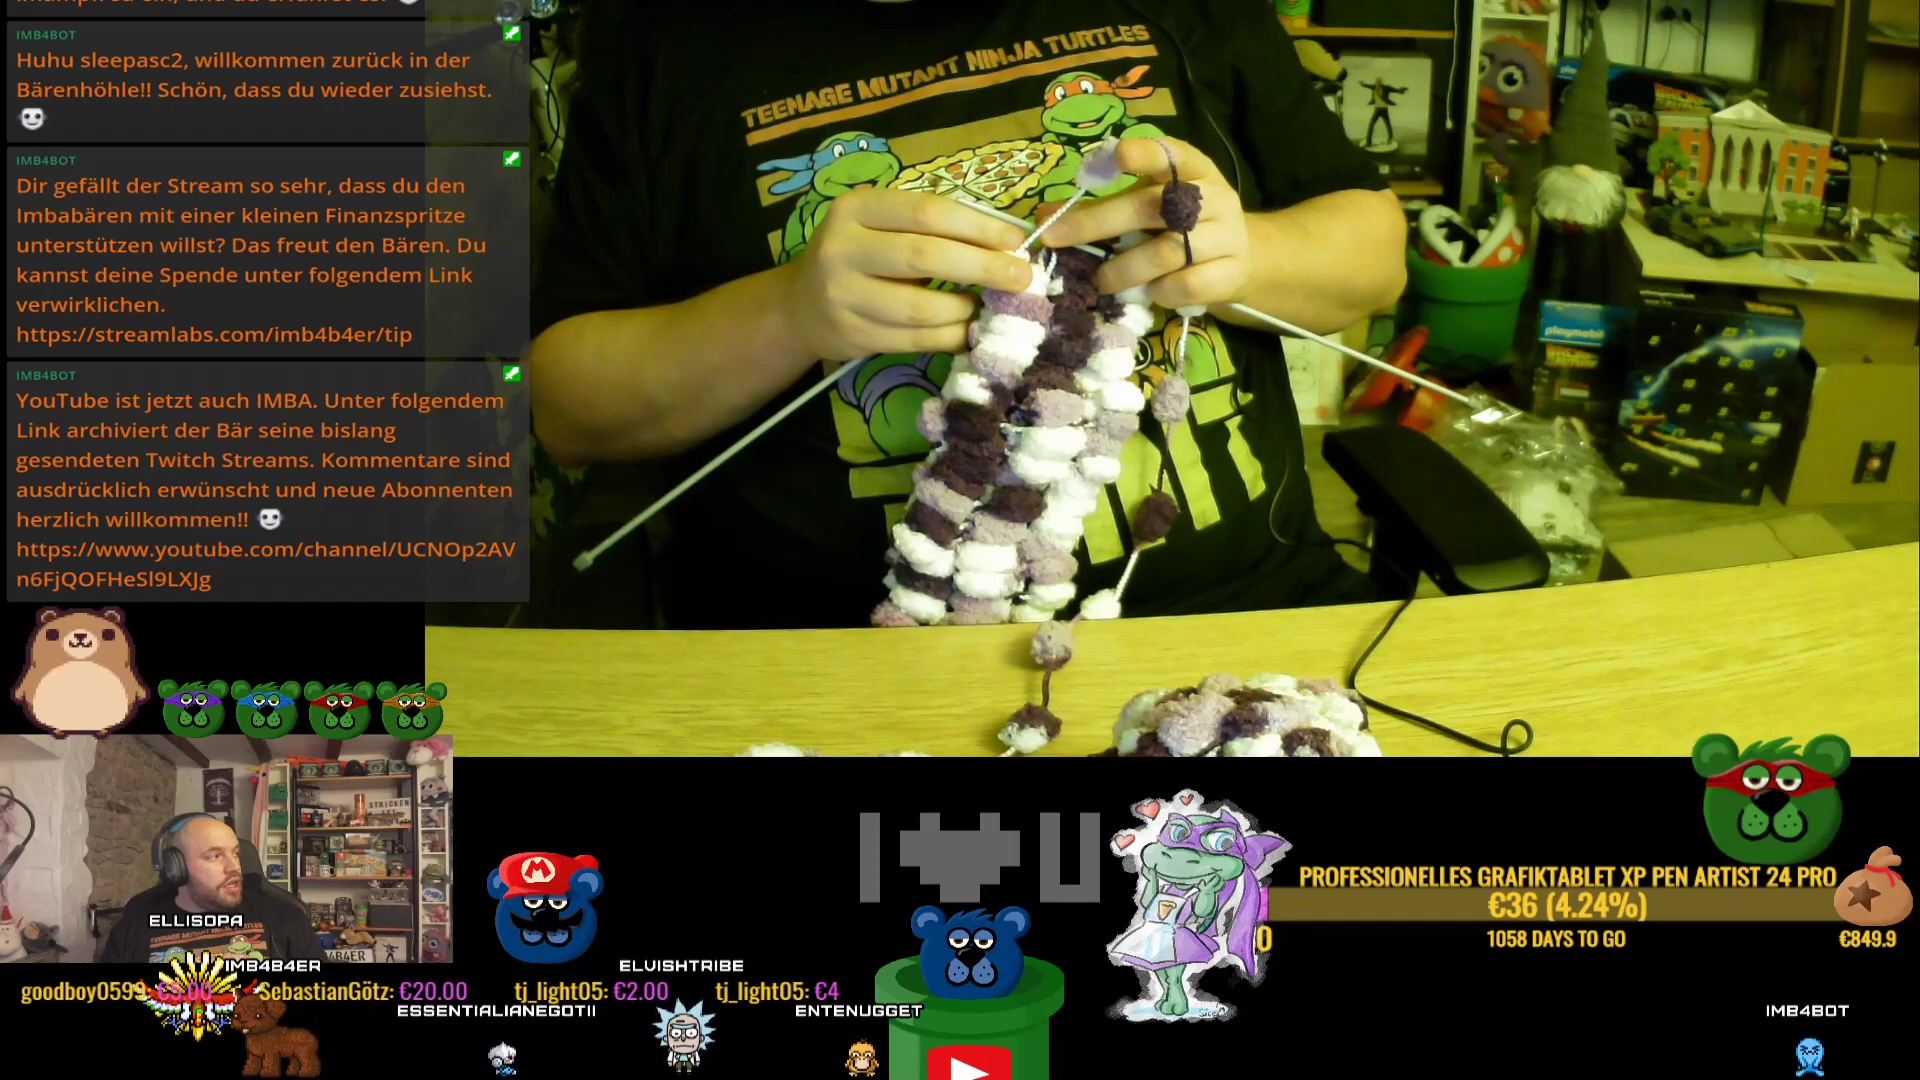 IMB4BOT
Huhu sleepasc2, willkommen zurück in der
Bärenhöhle!! Schön, dass du wieder zusiehst.
IMB4BOT
Dir gefällt der Stream so sehr, dass du den
Imbabären mit einer kleinen Finanzspritze
unterstützen willst? Das freut den Bären. Du
kannst deine Spende unter folgendem Link
verwirklichen.
https://streamlabs.com/imb4b4er/tip
IMB4BOT
YouTube ist jetzt auch IMBA. Unter folgendem
Link archiviert der Bär seine bislang
gesendeten Twitch Streams. Kommentare sind
ausdrücklich erwünscht und neue Abonnenten
herzlich willkommen!!
https://www.youtube.com/channel/UCNOp2AV
n6FjQOFHeSl9LXJg
TEENAGE MUTANT NINJA TURTLES
playmobil
STRICKEN
I U
M
PROFESSIONELLES GRAFIKTABLET XP PEN ARTIST 24 PRO
€36 (4.24%)
0
1058 DAYS TO GO
€849.9
ELLISOPA
IMB4B4ER
ELVISHTRIBE
goodboy0599: €5.00
SebastianGötz: €20.00
tj_light05: €2.00
tj_light05: €4
ESSENTIALIANEGOTII
ENTENUGGET
IMB4BOT